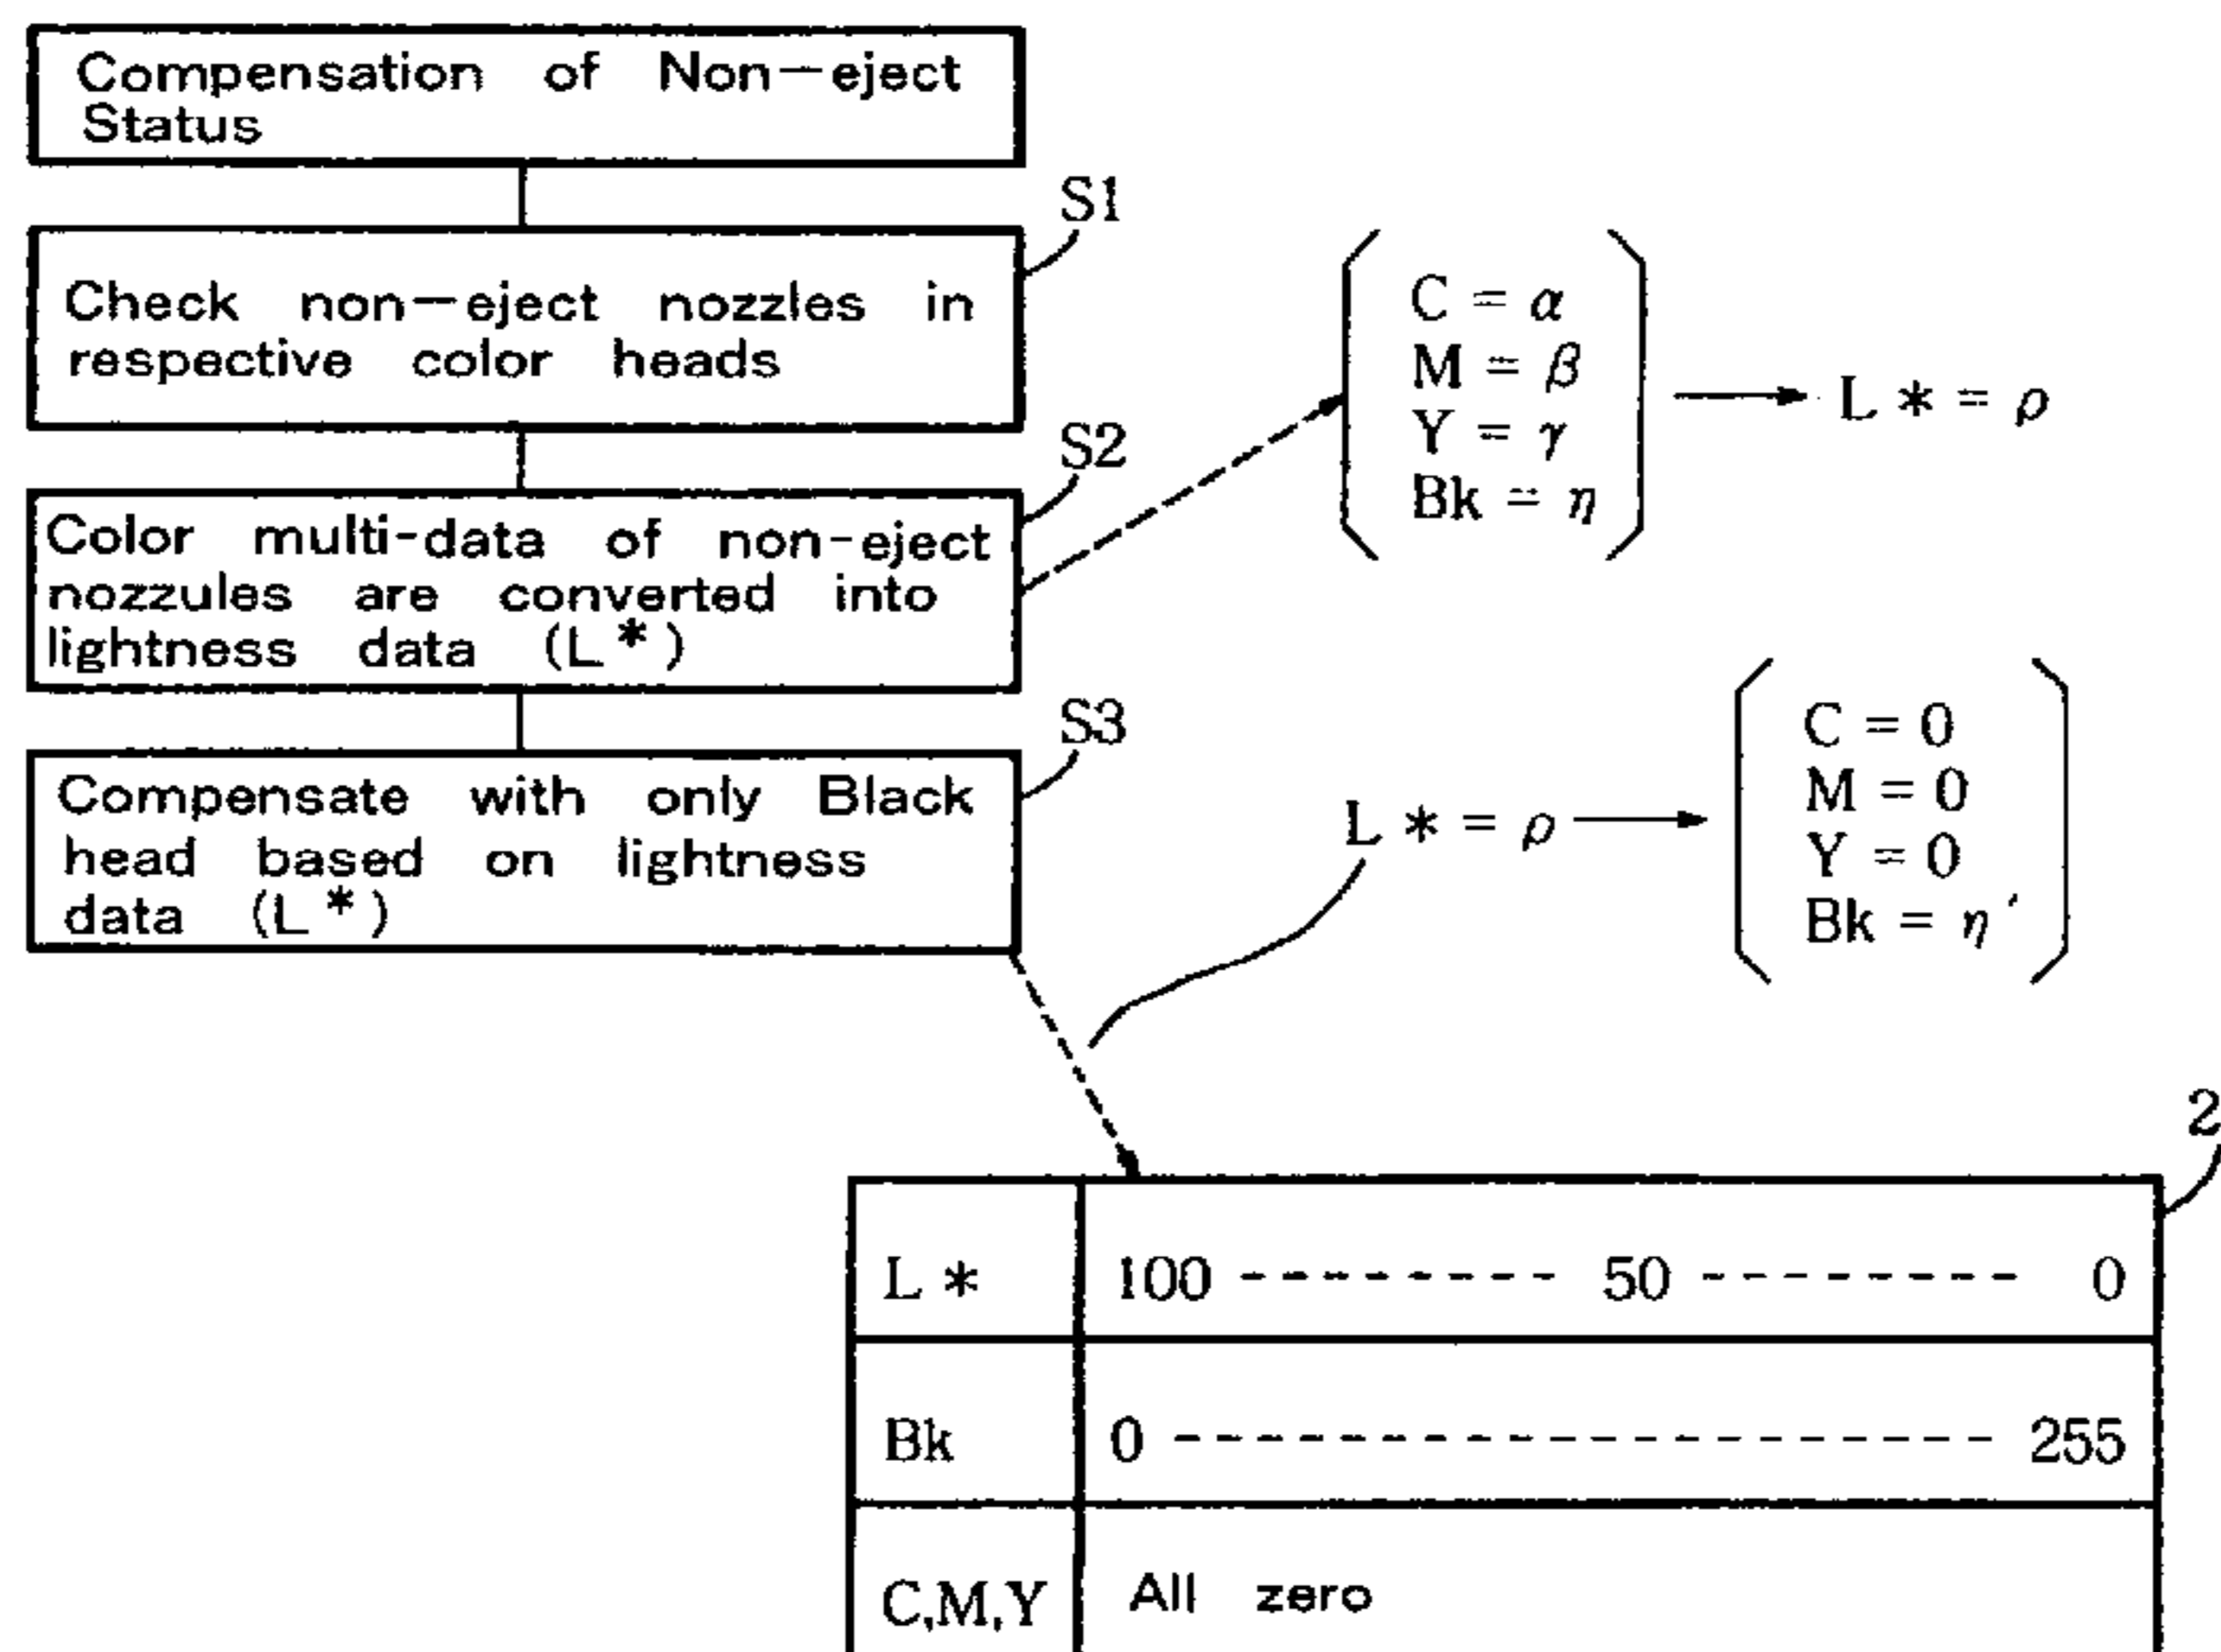 Compensation of Non-eject
Status
S1
Check non-eject nozzles in
respective color heads
C = α
M = β
Y = γ
Bk = η
L * = ρ
S2
Color multi-data of non-eject
nozzules are converted into
lightness data (L*)
S3
Compensate with only Black
head based on lightness
data (L*)
L * = ρ
C = 0
M = 0
Y = 0
Bk = η ′
2
L * 100 --------- 50 -------- 0
Bk 0 -------------------- 255
C,M,Y All zero